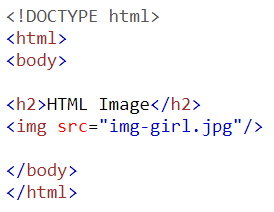 <!DOCTYPE html>
<html>
<body>
<h2>HTML Image</h2>
<img src="img-girl.jpg"/>
</body>
</html>